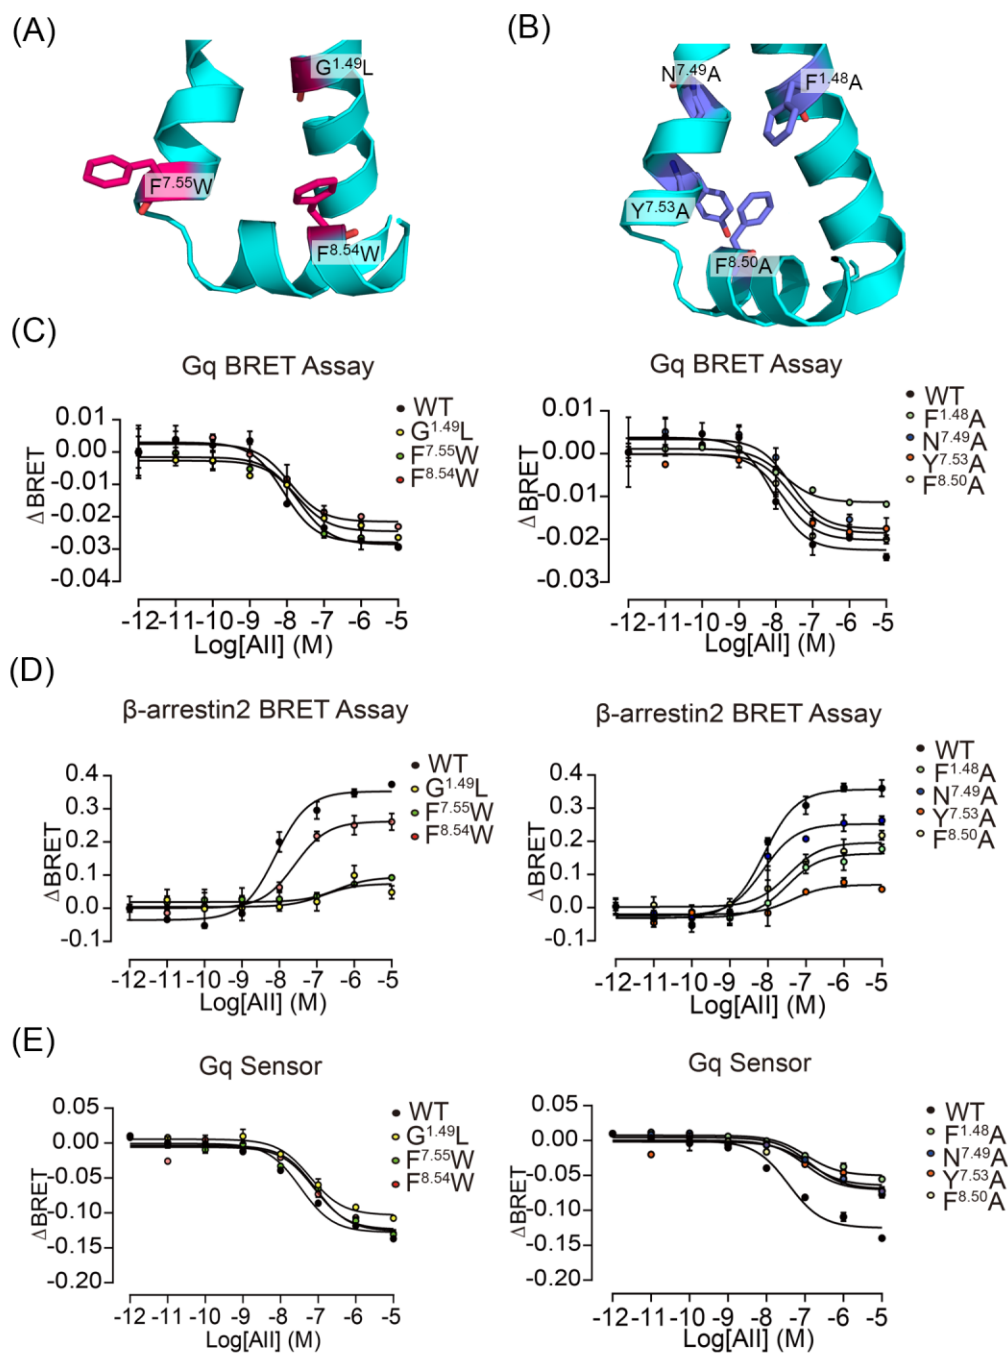 (A)
G1.49L
F7.55W
F8.54W
(B)
N7.49A
F1.48A
Y7.53A
F8.50A
(C)
Gq BRET Assay
0.01
0.00
-0.01
-0.02
-0.03
-0.04
ΔBRET
-12 -11 -10 -9 -8 -7 -6 -5
Log[AII] (M)
WT
G1.49L
F7.55W
F8.54W
Gq BRET Assay
0.01
0.00
-0.01
-0.02
-0.03
ΔBRET
-12 -11 -10 -9 -8 -7 -6 -5
Log[AII] (M)
WT
F1.48A
N7.49A
Y7.53A
F8.50A
(D)
β-arrestin2 BRET Assay
0.4
0.3
0.2
0.1
0.0
-0.1
ΔBRET
-12 -11 -10 -9 -8 -7 -6 -5
Log[AII] (M)
WT
G1.49L
F7.55W
F8.54W
β-arrestin2 BRET Assay
0.4
0.3
0.2
0.1
0.0
-0.1
ΔBRET
-12 -11 -10 -9 -8 -7 -6 -5
Log[AII] (M)
WT
F1.48A
N7.49A
Y7.53A
F8.50A
(E)
Gq Sensor
0.05
0.00
-0.05
-0.10
-0.15
-0.20
ΔBRET
-12 -11 -10 -9 -8 -7 -6 -5
Log[AII] (M)
WT
G1.49L
F7.55W
F8.54W
Gq Sensor
0.05
0.00
-0.05
-0.10
-0.15
-0.20
ΔBRET
-12 -11 -10 -9 -8 -7 -6 -5
Log[AII] (M)
WT
F1.48A
N7.49A
Y7.53A
F8.50A